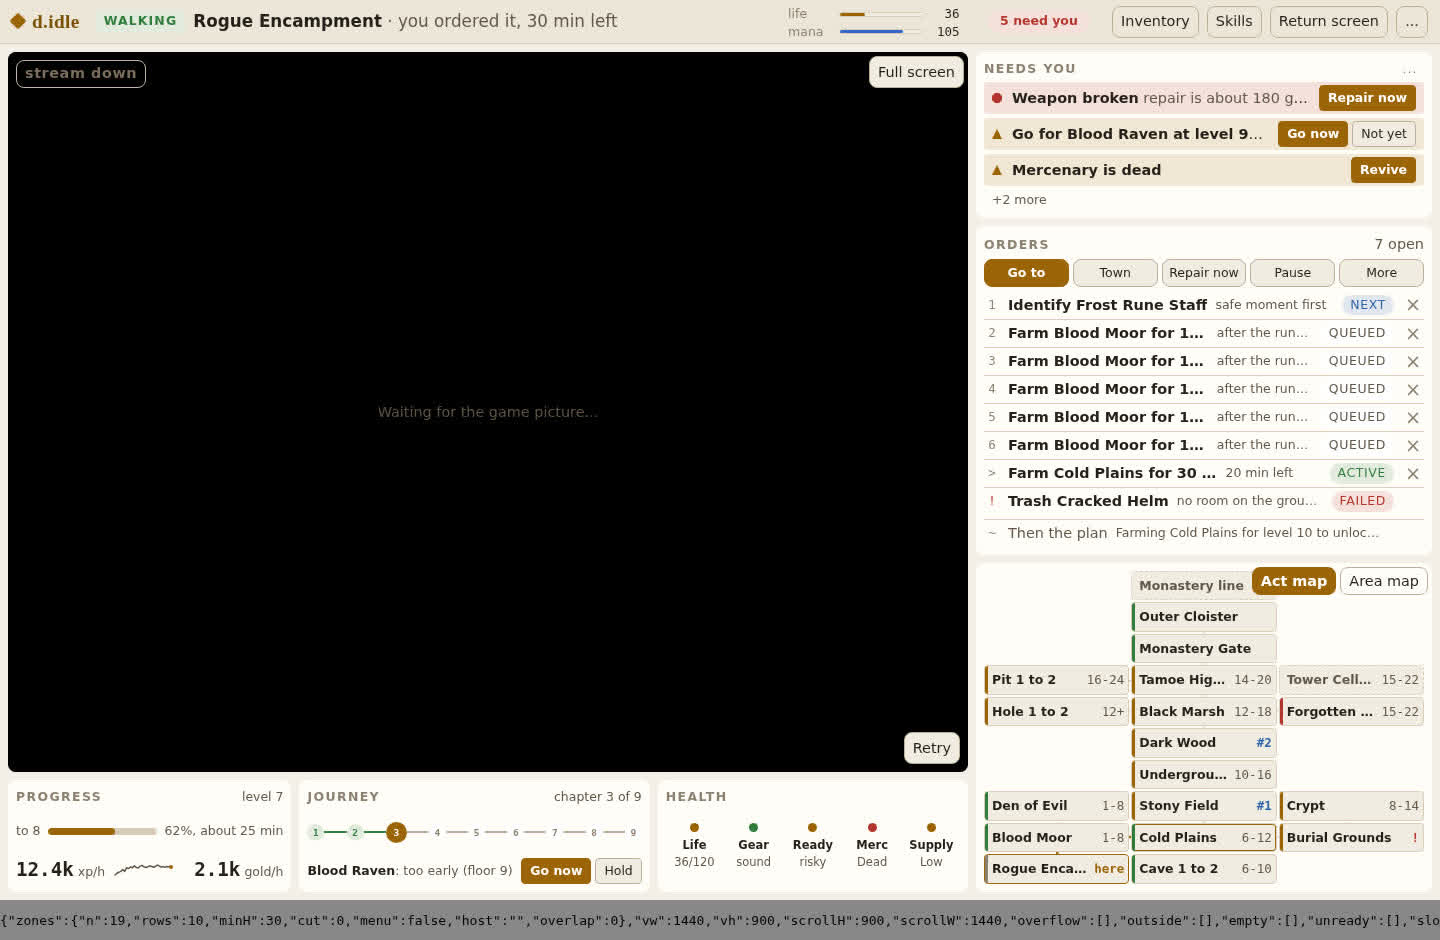 d.idle WALKING Rogue Encampment · you ordered it, 30 min left
life 36
mana 105
5 need you
Inventory Skills Return screen ...
stream down
Full screen
Waiting for the game picture...
Retry
NEEDS YOU ...
Weapon broken repair is about 180 g... Repair now
Go for Blood Raven at level 9... Go now Not yet
Mercenary is dead Revive
+2 more
ORDERS 7 open
Go to Town Repair now Pause More
1 Identify Frost Rune Staff safe moment first NEXT ×
2 Farm Blood Moor for 1... after the run... QUEUED ×
3 Farm Blood Moor for 1... after the run... QUEUED ×
4 Farm Blood Moor for 1... after the run... QUEUED ×
5 Farm Blood Moor for 1... after the run... QUEUED ×
6 Farm Blood Moor for 1... after the run... QUEUED ×
> Farm Cold Plains for 30 ... 20 min left ACTIVE ×
! Trash Cracked Helm no room on the grou... FAILED
~ Then the plan Farming Cold Plains for level 10 to unloc...
Monastery line Act map Area map
Outer Cloister
Monastery Gate
Pit 1 to 2 16-24 Tamoe Hig... 14-20 Tower Cell... 15-22
Hole 1 to 2 12+ Black Marsh 12-18 Forgotten ... 15-22
Dark Wood #2
Undergrou... 10-16
Den of Evil 1-8 Stony Field #1 Crypt 8-14
Blood Moor 1-8 Cold Plains 6-12 Burial Grounds !
Rogue Enca... here Cave 1 to 2 6-10
PROGRESS level 7
to 8 62%, about 25 min
12.4k xp/h 2.1k gold/h
JOURNEY chapter 3 of 9
1 2 3 4 5 6 7 8 9
Blood Raven: too early (floor 9) Go now Hold
HEALTH
Life Gear Ready Merc Supply
36/120 sound risky Dead Low
{"zones":{"n":19,"rows":10,"minH":30,"cut":0,"menu":false,"host":"","overlap":0},"vw":1440,"vh":900,"scrollH":900,"scrollW":1440,"overflow":[],"outside":[],"empty":[],"unready":[],"slo